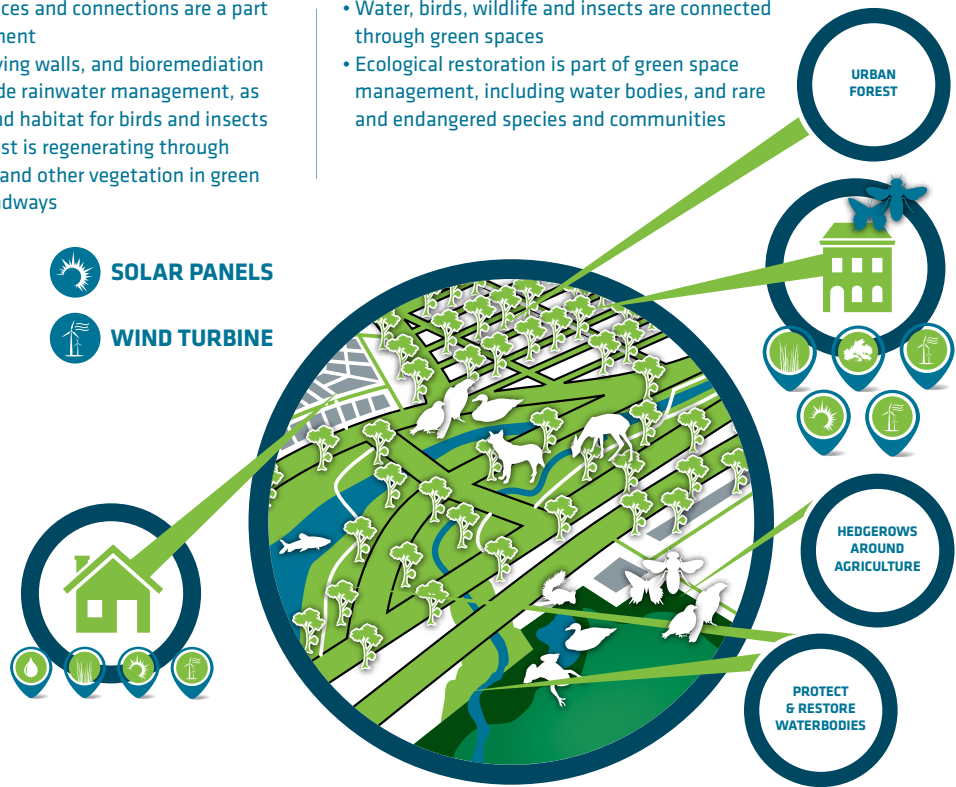 ces and connections are a part
ment
ving walls, and bioremediation
de rainwater management, as
nd habitat for birds and insects
st is regenerating through
and other vegetation in green
adways
• Water, birds, wildlife and insects are connected
through green spaces
• Ecological restoration is part of green space
management, including water bodies, and rare
and endangered species and communities
URBAN
FOREST
SOLAR PANELS
WIND TURBINE
HEDGEROWS
AROUND
AGRICULTURE
PROTECT
& RESTORE
WATERBODIES